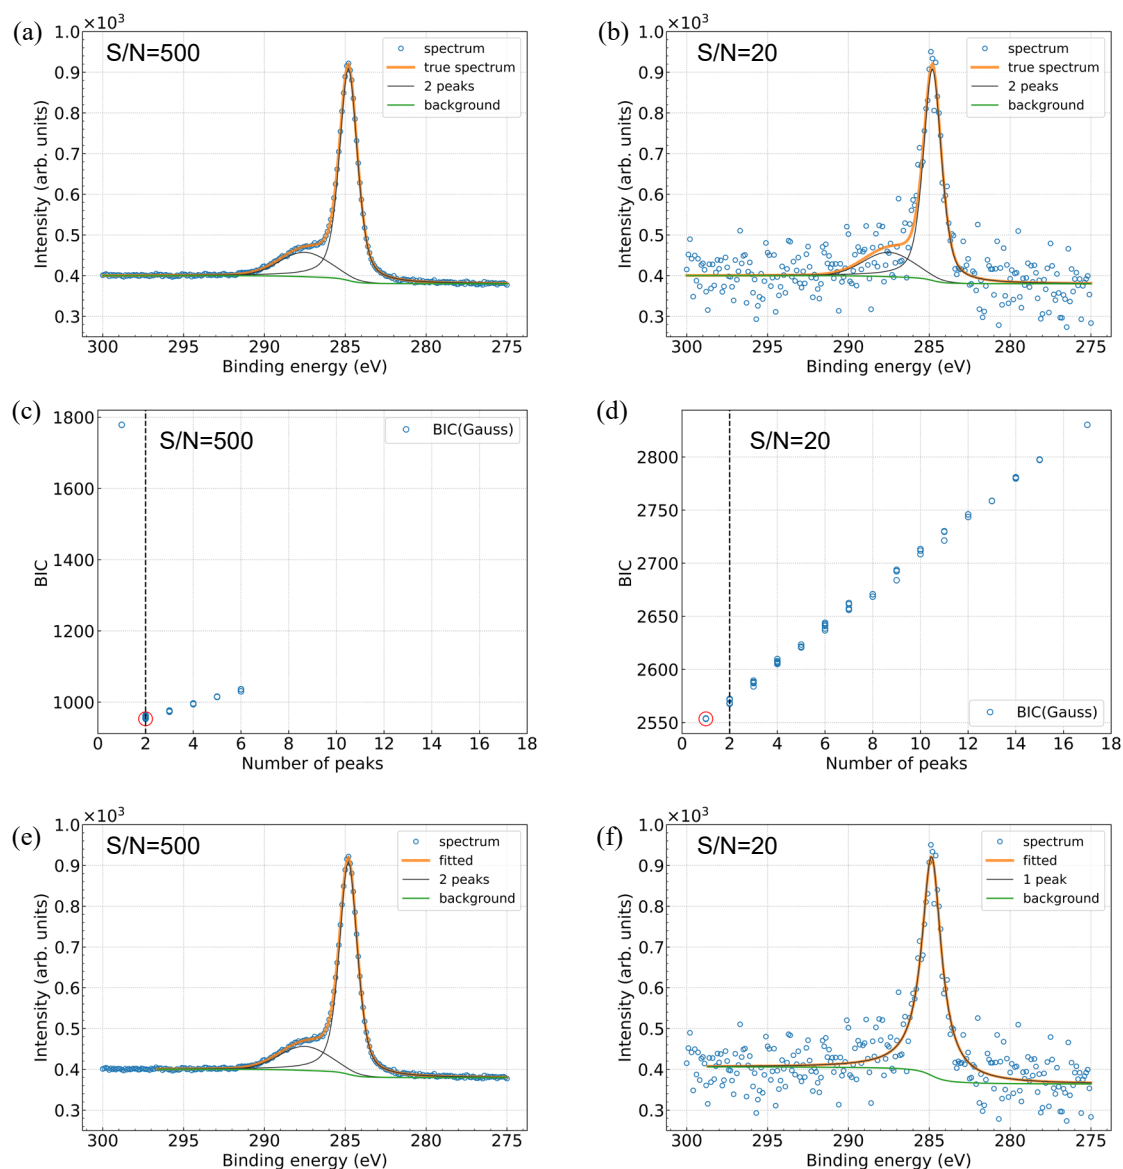 (a)
×10³
S/N=500
1.0
0.9
0.8
0.7
0.6
0.5
0.4
0.3
Intensity (arb. units)
spectrum
true spectrum
2 peaks
background
300 295 290 285 280 275
Binding energy (eV)
(b)
×10³
S/N=20
1.0
0.9
0.8
0.7
0.6
0.5
0.4
0.3
Intensity (arb. units)
spectrum
true spectrum
2 peaks
background
300 295 290 285 280 275
Binding energy (eV)
(c)
S/N=500
1800
1600
1400
1200
1000
BIC
BIC(Gauss)
0 2 4 6 8 10 12 14 16 18
Number of peaks
(d)
S/N=20
2800
2750
2700
2650
2600
2550
BIC
BIC(Gauss)
0 2 4 6 8 10 12 14 16 18
Number of peaks
(e)
×10³
S/N=500
1.0
0.9
0.8
0.7
0.6
0.5
0.4
0.3
Intensity (arb. units)
spectrum
fitted
2 peaks
background
300 295 290 285 280 275
Binding energy (eV)
(f)
×10³
S/N=20
1.0
0.9
0.8
0.7
0.6
0.5
0.4
0.3
Intensity (arb. units)
spectrum
fitted
1 peak
background
300 295 290 285 280 275
Binding energy (eV)